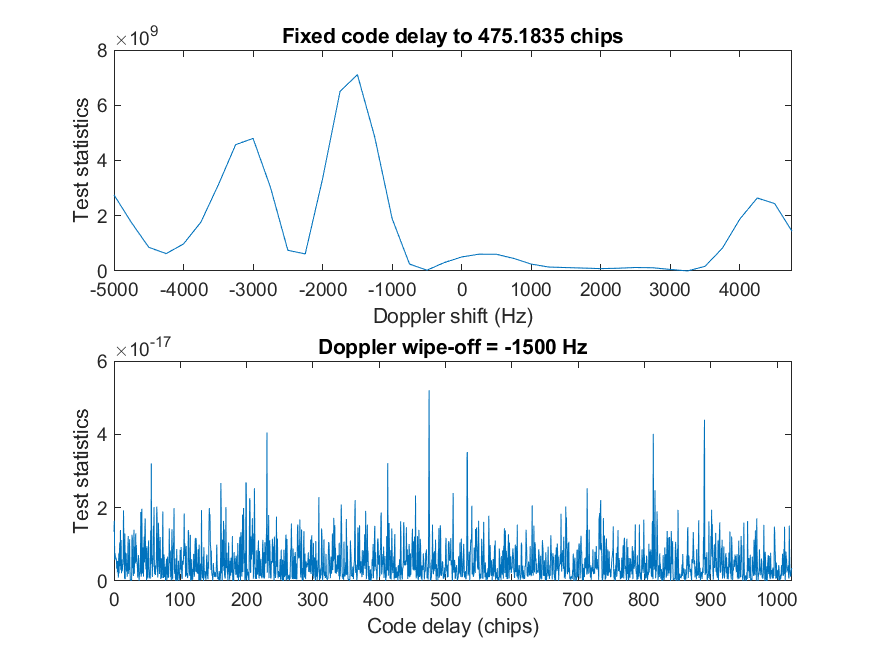 Fixed code delay to 475.1835 chips
×10^9
8
6
4
2
0
Test statistics
-5000 -4000 -3000 -2000 -1000 0 1000 2000 3000 4000
Doppler shift (Hz)
Doppler wipe-off = -1500 Hz
×10^-17
6
4
2
0
Test statistics
0 100 200 300 400 500 600 700 800 900 1000
Code delay (chips)